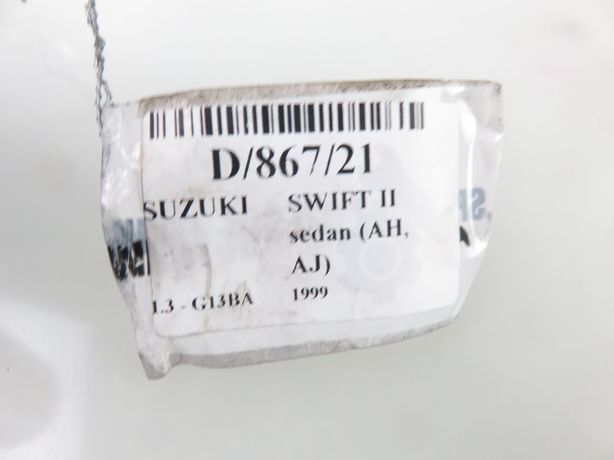 D/867/21
SUZUKI SWIFT II
sedan (AH,
AJ)
1.3 - G13BA 1999